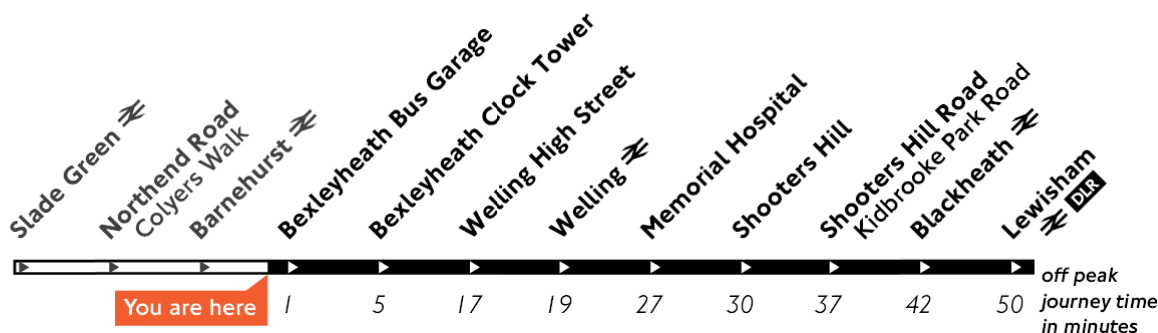 Slade Green
Northend Road
Colyers Walk
Barnehurst
Bexleyheath Bus Garage
Bexleyheath Clock Tower
Welling High Street
Welling
Memorial Hospital
Shooters Hill
Shooters Hill Road
Kidbrooke Park Road
Blackheath
Lewisham
DLR
You are here
1 5 17 19 27 30 37 42 50
off peak
journey time
in minutes